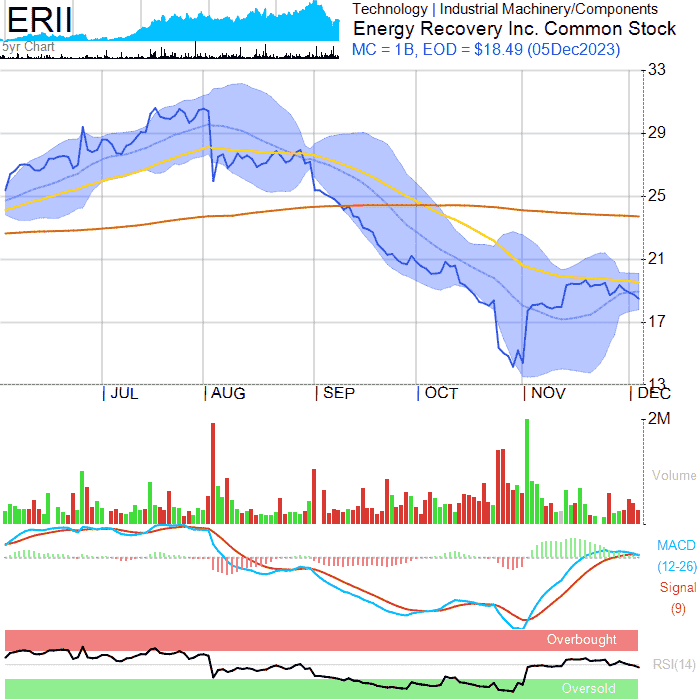 ERII
5yr Chart
Technology | Industrial Machinery/Components
Energy Recovery Inc. Common Stock
MC = 1B, EOD = $18.49 (05Dec2023)
33
29
25
21
17
13
JUL AUG SEP OCT NOV DEC
2M
Volume
MACD
(12-26)
Signal
(9)
Overbought
RSI(14)
Oversold